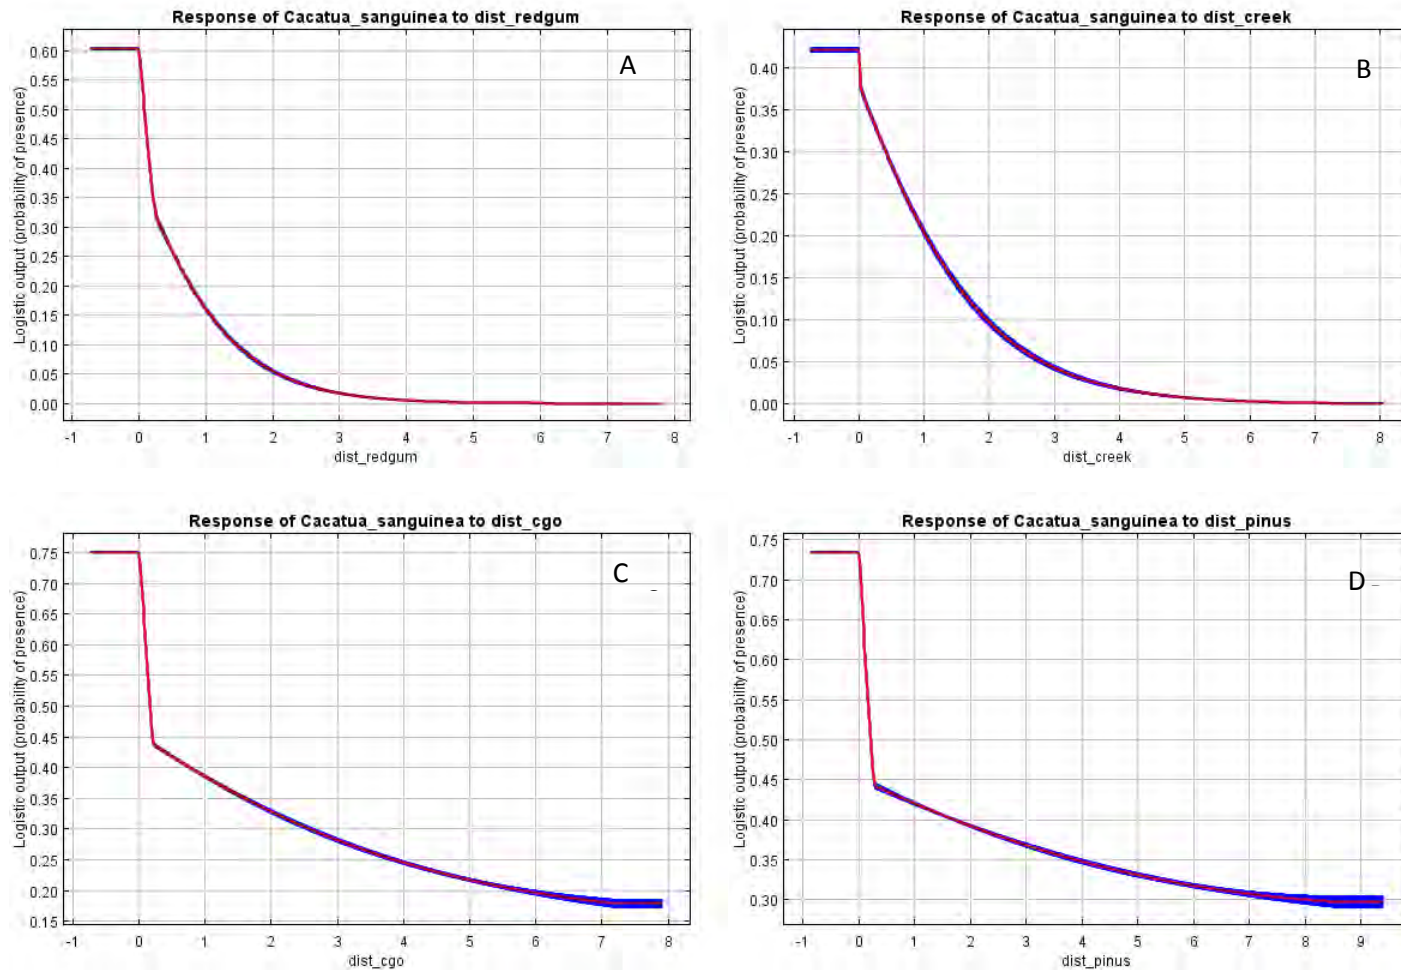 Response of Cacatua_sanguinea to dist_redgum
A
Logistic output (probability of presence)
0.60
0.55
0.50
0.45
0.40
0.35
0.30
0.25
0.20
0.15
0.10
0.05
0.00
-1 0 1 2 3 4 5 6 7 8
dist_redgum
Response of Cacatua_sanguinea to dist_creek
B
Logistic output (probability of presence)
0.40
0.35
0.30
0.25
0.20
0.15
0.10
0.05
0.00
-1 0 1 2 3 4 5 6 7 8
dist_creek
Response of Cacatua_sanguinea to dist_cgo
C
Logistic output (probability of presence)
0.75
0.70
0.65
0.60
0.55
0.50
0.45
0.40
0.35
0.30
0.25
0.20
0.15
-1 0 1 2 3 4 5 6 7 8
dist_cgo
Response of Cacatua_sanguinea to dist_pinus
D
Logistic output (probability of presence)
0.75
0.70
0.65
0.60
0.55
0.50
0.45
0.40
0.35
0.30
-1 0 1 2 3 4 5 6 7 8 9
dist_pinus